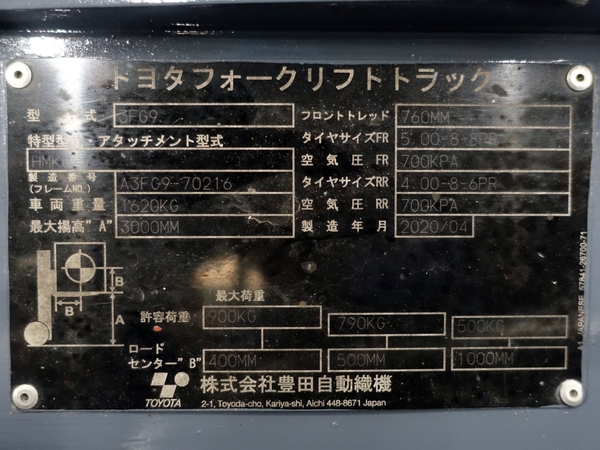 トヨタフォークリフトトラック
型 式 3FG9 フロントトレッド 760MM
特型型式・アタッチメント型式 タイヤサイズFR 5.00-8-8PR
HMK 空気圧 FR 700KPA
製造番号 (フレームNO.) A3FG9-70216 タイヤサイズRR 4.00-8-6PR
車両重量 1620KG 空気圧 RR 700KPA
最大揚高"A" 3000MM 製造年月 2020/04
最大荷重
許容荷重 900KG 790KG 500KG
ロード
センター"B" 400MM 500MM 1000MM
B
B A
TOYOTA 株式会社豊田自動織機
2-1, Toyoda-cho, Kariya-shi, Aichi 448-8671 Japan